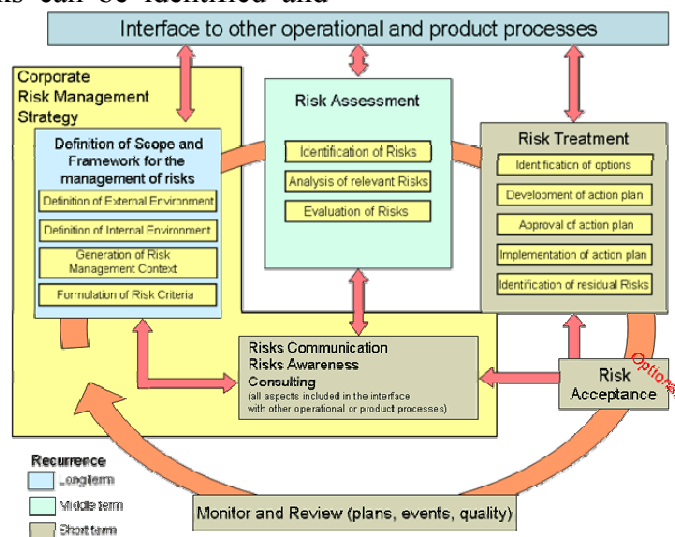 ks can be identified and
Interface to other operational and product processes
Corporate
Risk Management
Strategy
Definition of Scope and
Framework for the
management of risks
Definition of External Environment
Definition of Internal Environment
Generation of Risk
Management Context
Formulation of Risk Criteria
Risk Assessment
Identification of Risks
Analysis of relevant Risks
Evaluation of Risks
Risk Treatment
Identification of options
Development of action plan
Approval of action plan
Implementation of action plan
Identification of residual Risks
Risks Communication
Risks Awareness
Consulting
(all aspects included in the interface
with other operational or product processes)
Risk
Acceptance
Recurrence
Long term
Middle term
Short term
Monitor and Review (plans, events, quality)